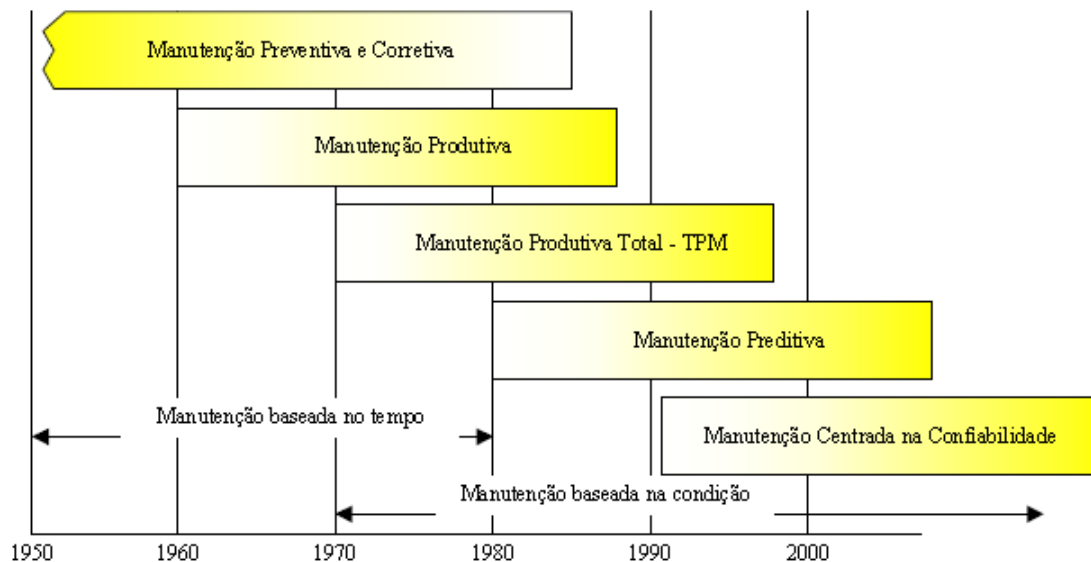 Manutenção Preventiva e Corretiva
Manutenção Produtiva
Manutenção Produtiva Total - TPM
Manutenção Preditiva
Manutenção baseada no tempo
Manutenção Centrada na Confiabilidade
Manutenção baseada na condição
1950 1960 1970 1980 1990 2000